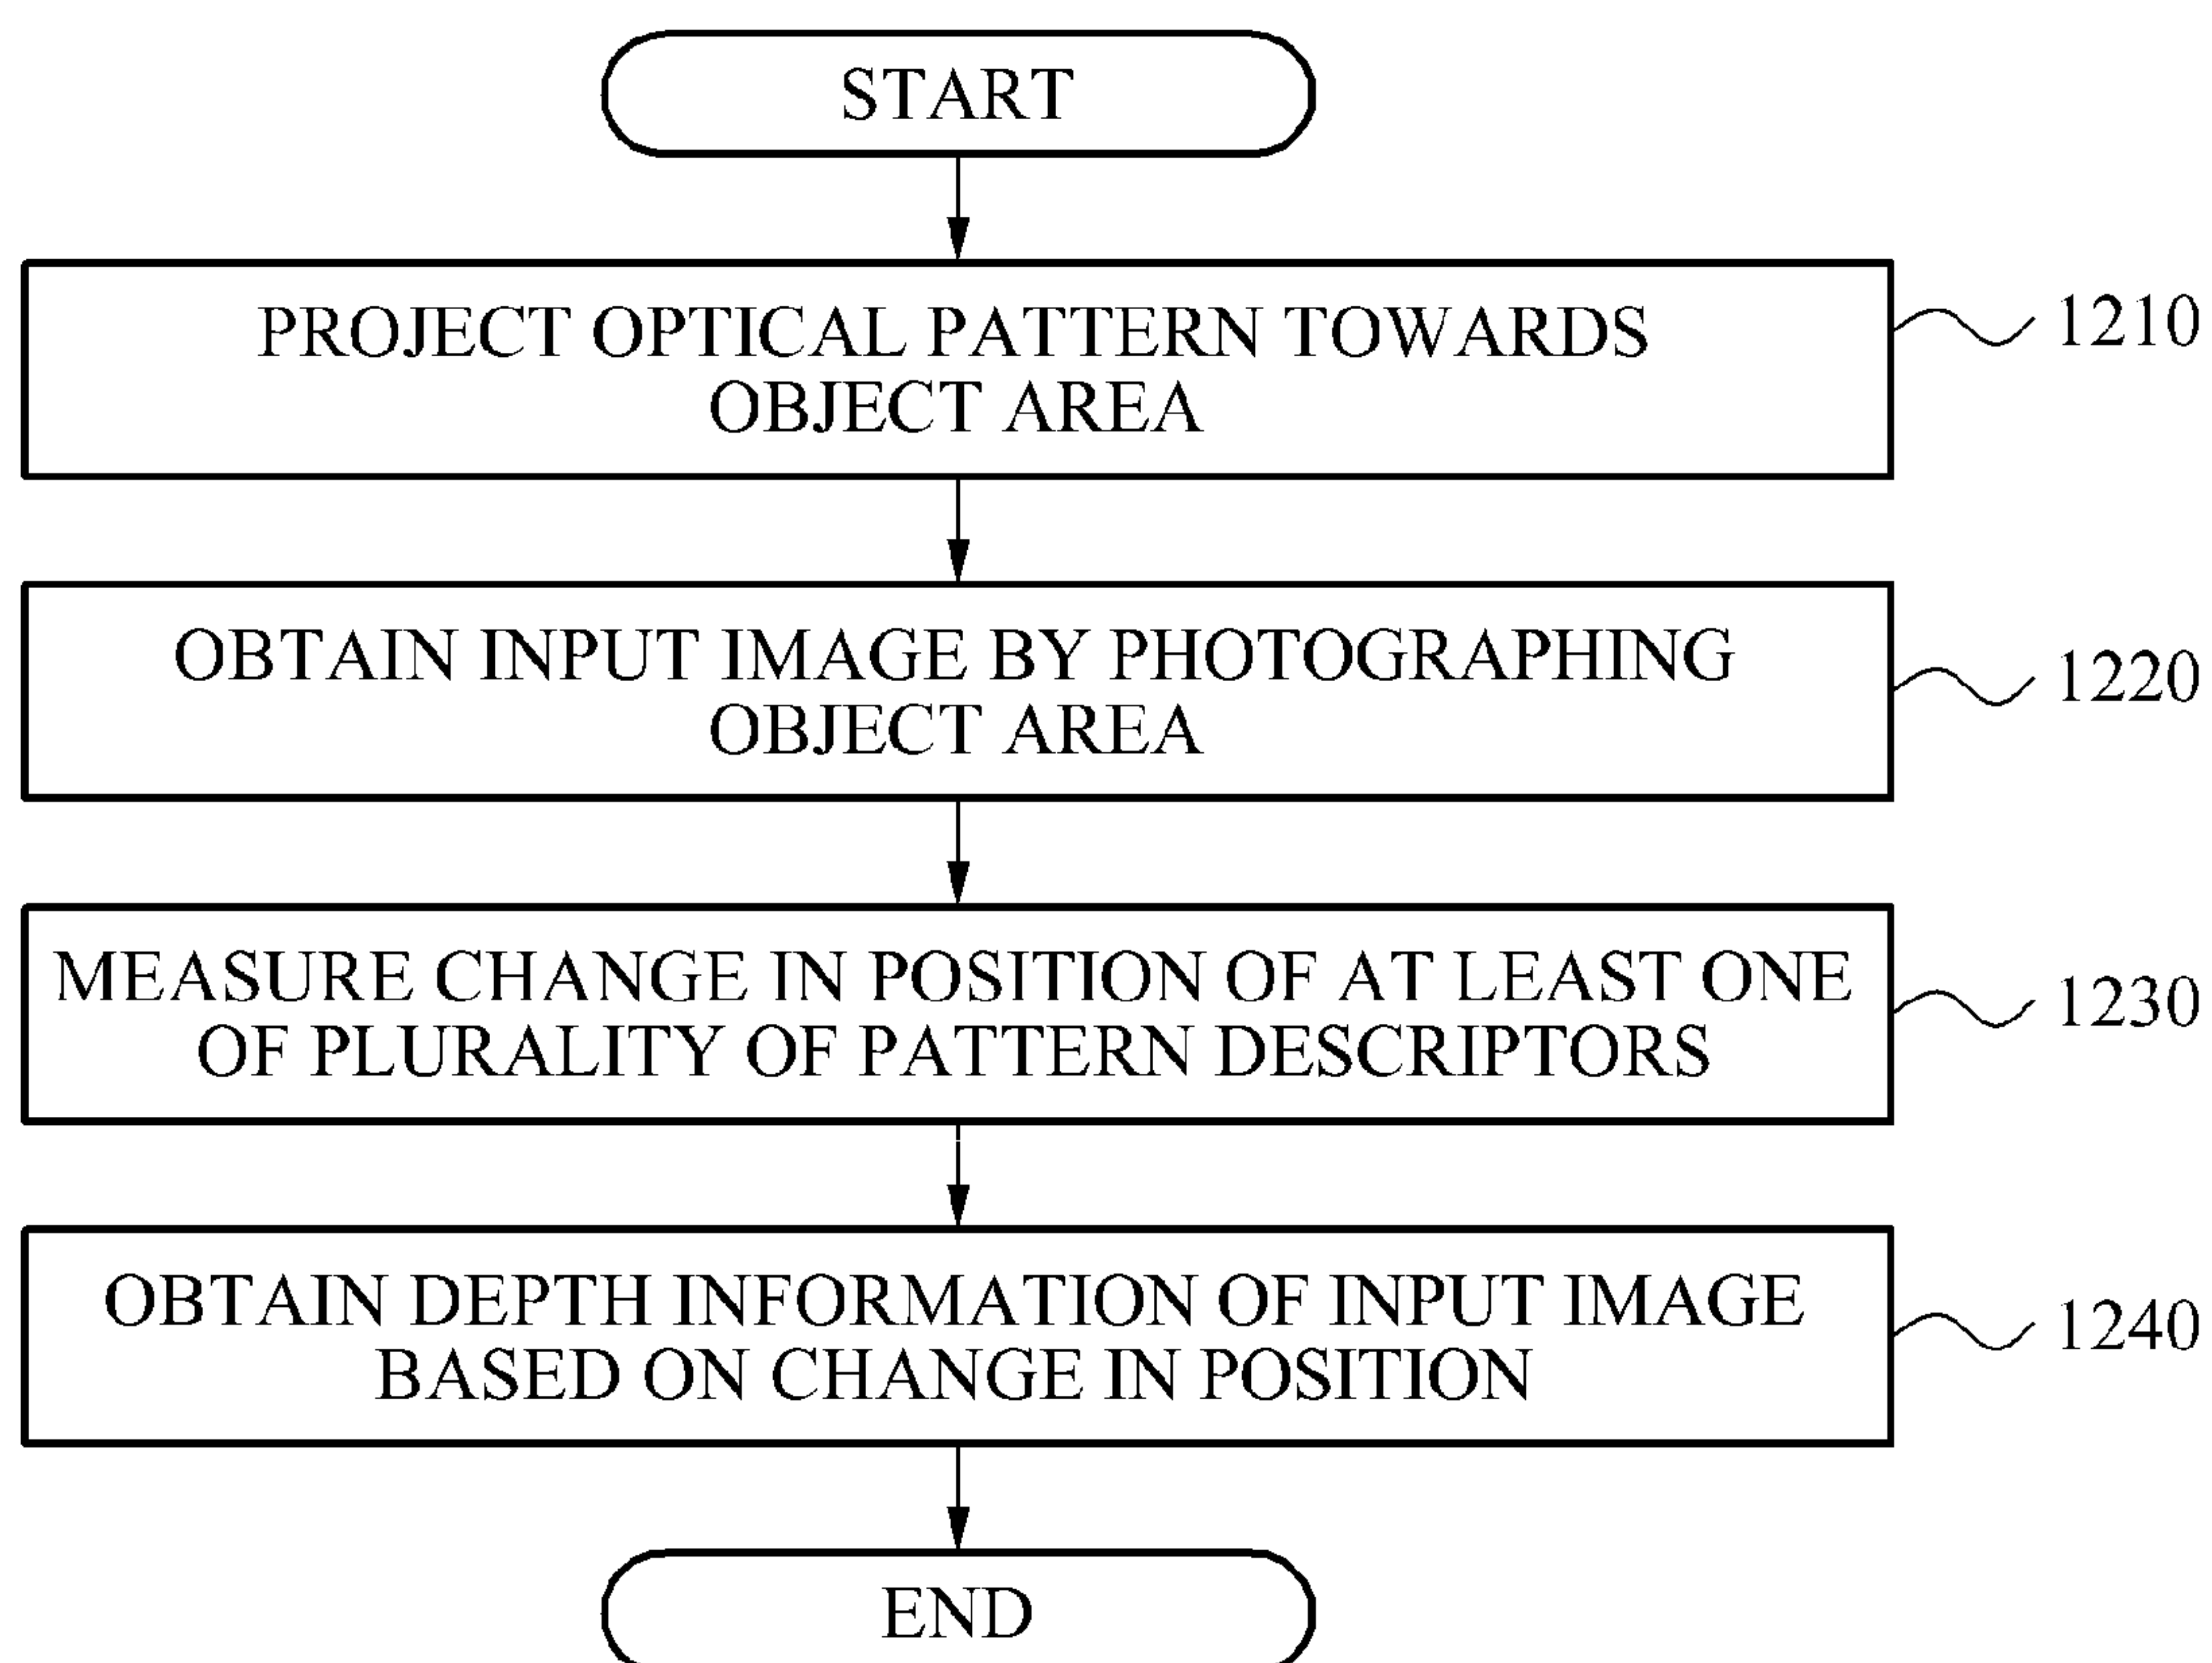 START
PROJECT OPTICAL PATTERN TOWARDS
OBJECT AREA
1210
OBTAIN INPUT IMAGE BY PHOTOGRAPHING
OBJECT AREA
1220
MEASURE CHANGE IN POSITION OF AT LEAST ONE
OF PLURALITY OF PATTERN DESCRIPTORS
1230
OBTAIN DEPTH INFORMATION OF INPUT IMAGE
BASED ON CHANGE IN POSITION
1240
END